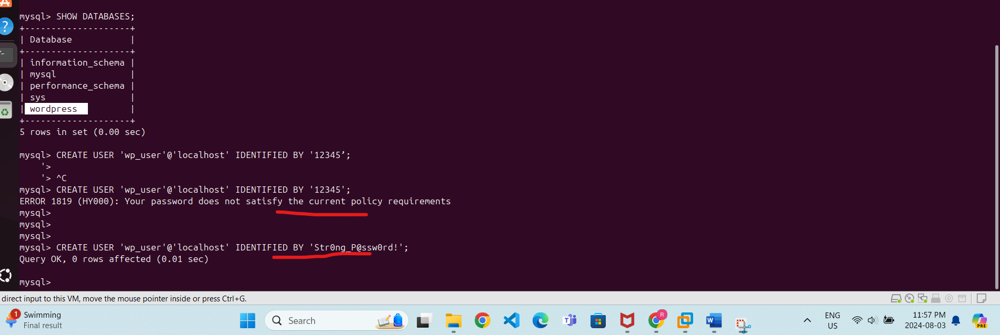 mysql> SHOW DATABASES;
+--------------------+
| Database           |
+--------------------+
| information_schema |
| mysql              |
| performance_schema |
| sys                |
| wordpress          |
+--------------------+
5 rows in set (0.00 sec)
mysql> CREATE USER 'wp_user'@'localhost' IDENTIFIED BY '12345’;
'>
'> ^C
mysql> CREATE USER 'wp_user'@'localhost' IDENTIFIED BY '12345';
ERROR 1819 (HY000): Your password does not satisfy the current policy requirements
mysql>
mysql>
mysql>
mysql> CREATE USER 'wp_user'@'localhost' IDENTIFIED BY 'Str0ng_P@ssw0rd!';
Query OK, 0 rows affected (0.01 sec)
mysql>
direct input to this VM, move the mouse pointer inside or press Ctrl+G.
1
Swimming
Final result
Search
R
W
ENG
US
11:57 PM
2024-08-03
PRE